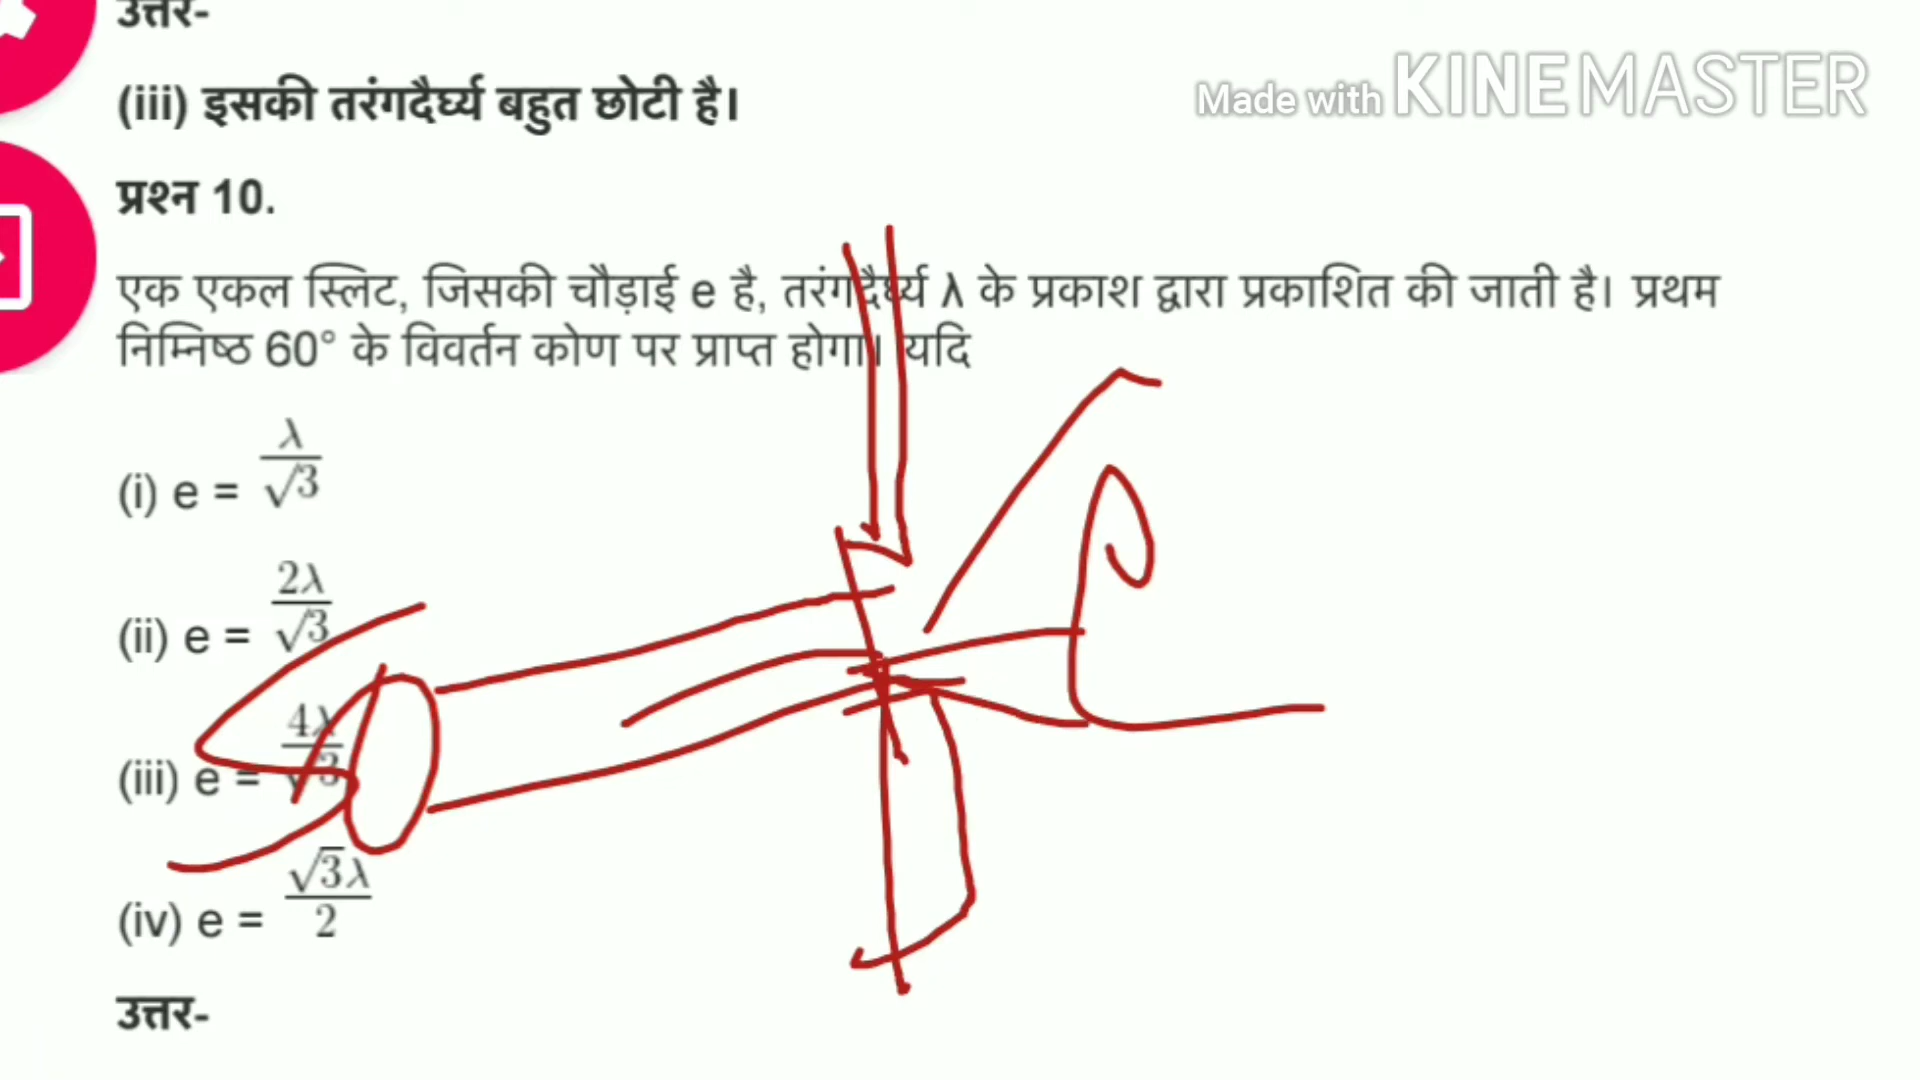 उत्तर-
Made with KINEMASTER
(iii) इसकी तरंगदैर्घ्य बहुत छोटी है।
प्रश्न 10.
एक एकल स्लिट, जिसकी चौड़ाई e है, तरंगदैर्घ्य λ के प्रकाश द्वारा प्रकाशित की जाती है। प्रथम
निम्निष्ठ 60° के विवर्तन कोण पर प्राप्त होगा। यदि
(i) e = λ/√3
(ii) e = 2λ/√3
(iii) e = 4λ/√3
(iv) e = √3λ/2
उत्तर-